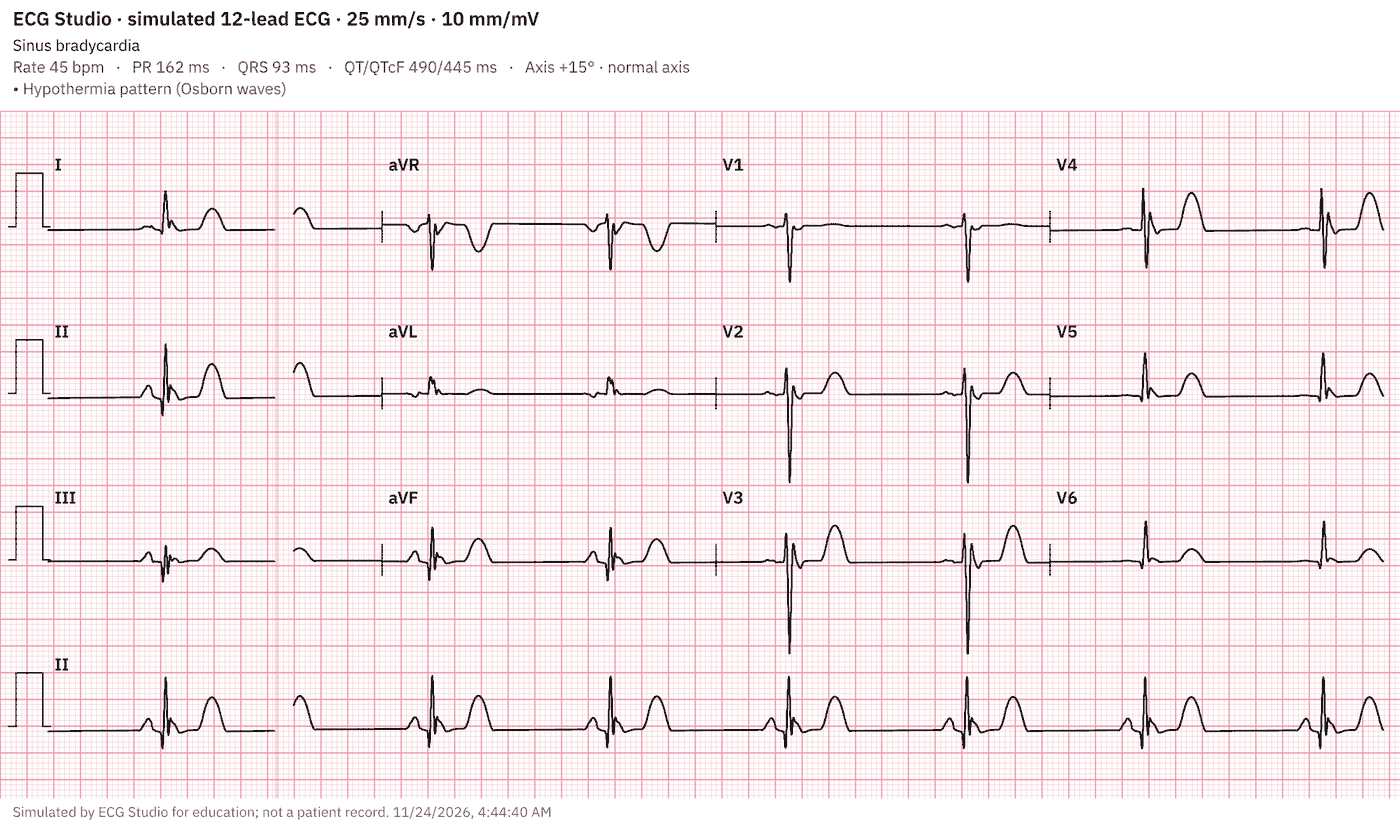 ECG Studio · simulated 12-lead ECG · 25 mm/s · 10 mm/mV
Sinus bradycardia
Rate 45 bpm · PR 162 ms · QRS 93 ms · QT/QTcF 490/445 ms · Axis +15° · normal axis
• Hypothermia pattern (Osborn waves)
I aVR V1 V4
II aVL V2 V5
III aVF V3 V6
II
Simulated by ECG Studio for education; not a patient record. 11/24/2026, 4:44:40 AM